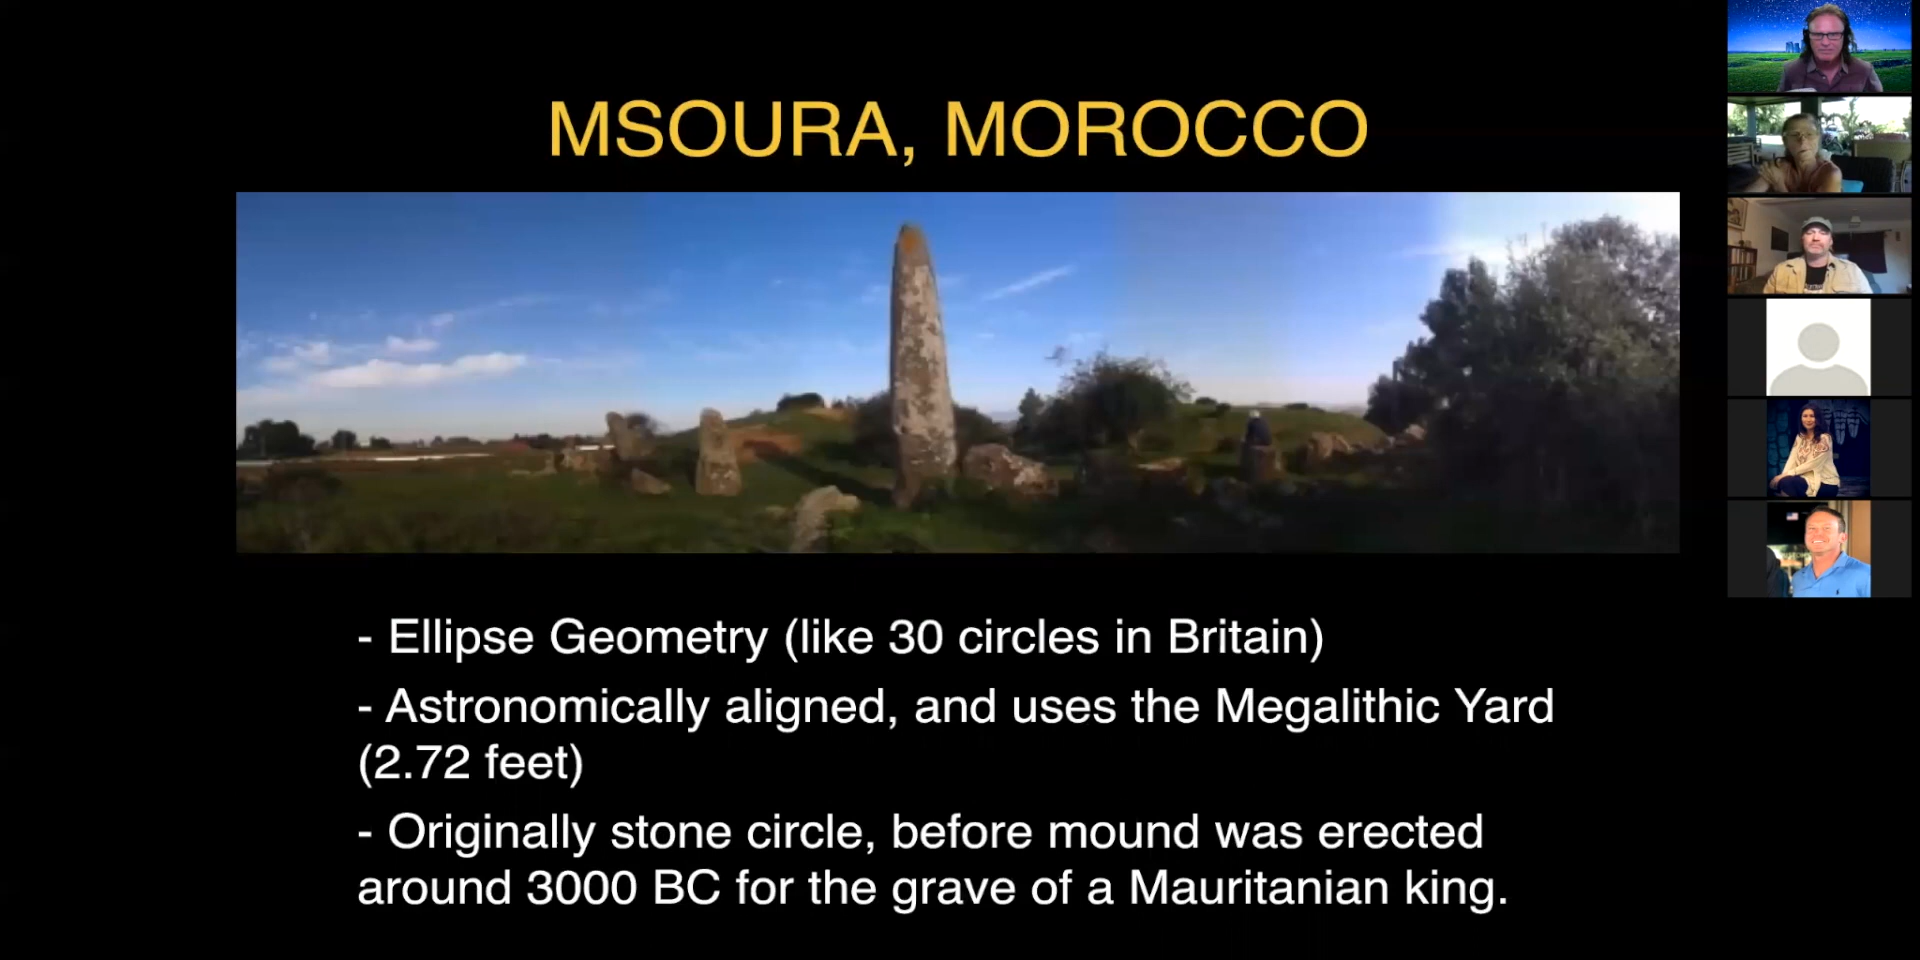 MSOURA, MOROCCO
- Ellipse Geometry (like 30 circles in Britain)
- Astronomically aligned, and uses the Megalithic Yard
(2.72 feet)
- Originally stone circle, before mound was erected
around 3000 BC for the grave of a Mauritanian king.